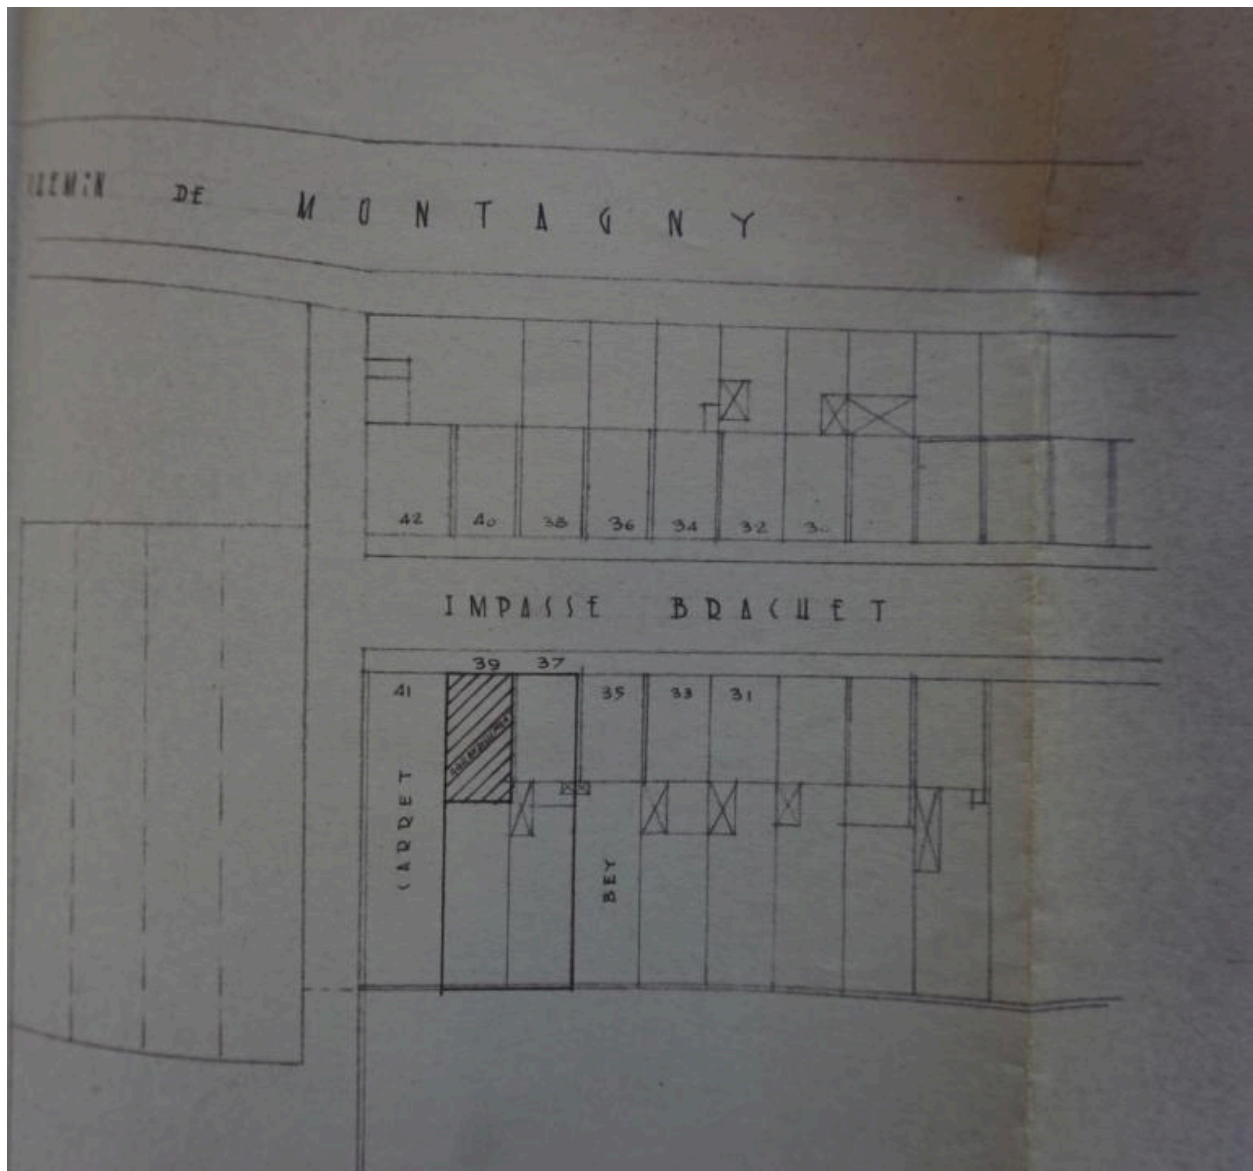 DE MONTAGNY
42 40 38 36 34 32
IMPASSE BRACHET
39 37
41 35 33 31
CARRET
BEY